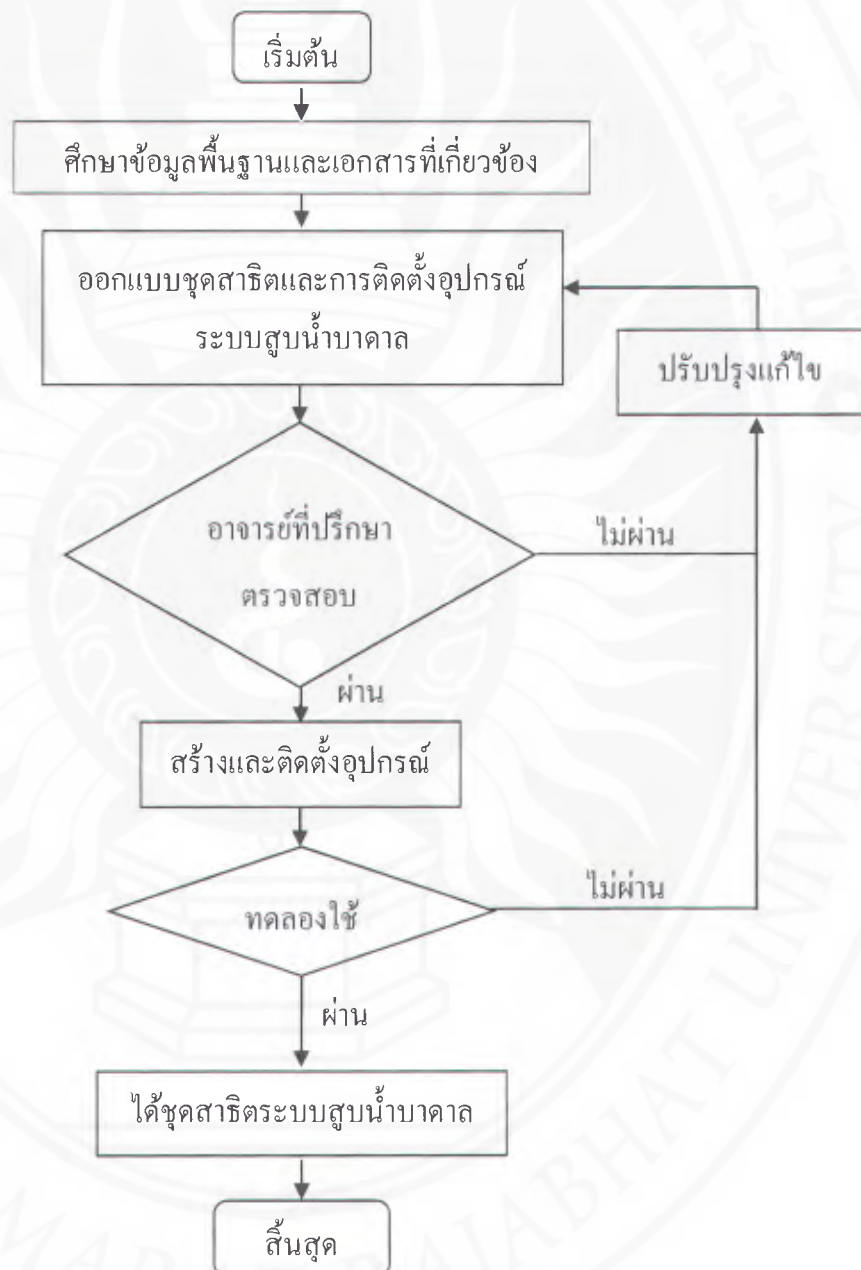 เริ่มต้น
ศึกษาข้อมูลพื้นฐานและเอกสารที่เกี่ยวข้อง
ออกแบบชุดสาธิตและการติดตั้งอุปกรณ์
ระบบสูบน้ำบาดาล
ปรับปรุงแก้ไข
อาจารย์ที่ปรึกษา
ตรวจสอบ
ไม่ผ่าน
ผ่าน
สร้างและติดตั้งอุปกรณ์
ทดลองใช้
ไม่ผ่าน
ผ่าน
ได้ชุดสาธิตระบบสูบน้ำบาดาล
สิ้นสุด
RAJABHAT UNIVERSITY